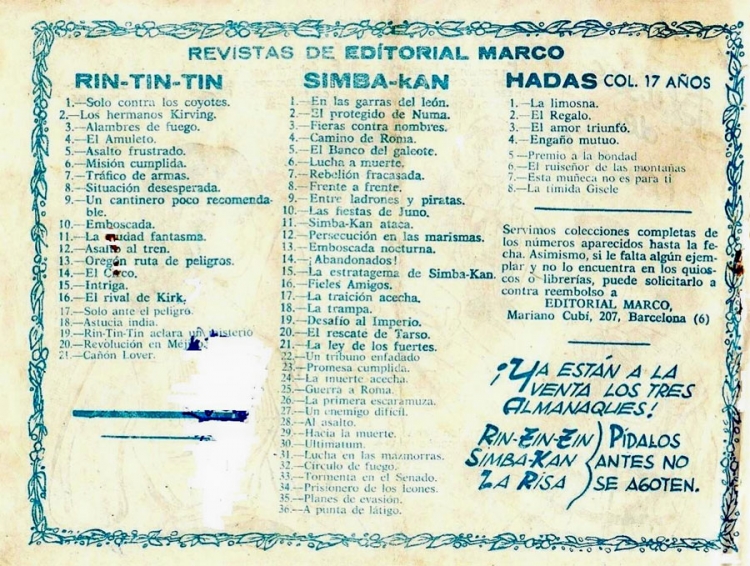 REVISTAS DE EDITORIAL MARCO
RIN-TIN-TIN
1.—Solo contra los coyotes.
2.—Los hermanos Kirving.
3.—Alambres de fuego.
4.—El Amuleto.
5.—Asalto frustrado.
6.—Misión cumplida.
7.—Tráfico de armas.
8.—Situación desesperada.
9.—Un cantinero poco recomenda-
ble.
10.—Emboscada.
11.—La ciudad fantasma.
12.—Asalto al tren.
13.—Oregón ruta de peligros.
14.—El Circo.
15.—Intriga.
16.—El rival de Kirk.
17.—Solo ante el peligro.
18.—Astucia india.
19.—Rin-Tin-Tin aclara un misterio
20.—Revolución en Méjico.
21.—Cañón Lover.
SIMBA-KAN
1.—En las garras del león.
2.—El protegido de Numa.
3.—Fieras contra hombres.
4.—Camino de Roma.
5.—El Banco del galeote.
6.—Lucha a muerte.
7.—Rebelión fracasada.
8.—Frente a frente.
9.—Entre ladrones y piratas.
10.—Las fiestas de Juno.
11.—Simba-Kan ataca.
12.—Persecución en las marismas.
13.—Emboscada nocturna.
14.—¡Abandonados!
15.—La estratagema de Simba-Kan.
16.—Fieles Amigos.
17.—La traición acecha.
18.—La trampa.
19.—Desafío al Imperio.
20.—El rescate de Tarso.
21.—La ley de los fuertes.
22.—Un tribuno enfadado
23.—Promesa cumplida.
24.—La muerte acecha.
25.—Guerra a Roma.
26.—La primera escaramuza.
27.—Un enemigo difícil.
28.—Al asalto.
29.—Hacia la muerte.
30.—Ultimatum.
31.—Lucha en las mazmorras.
32.—Círculo de fuego.
33.—Tormenta en el Senado.
34.—Prisionero de los leones.
35.—Planes de evasión.
36.—A punta de látigo.
HADAS COL. 17 AÑOS
1.—La limosna.
2.—El Regalo.
3.—El amor triunfó.
4.—Engaño mutuo.
5.—Premio a la bondad
6.—El ruiseñor de las montañas
7.—Esta muñeca no es para ti
8.—La tímida Gisele
Servimos colecciones completas de
los números aparecidos hasta la fe-
cha. Asimismo, si le falta algún ejem-
plar y no lo encuentra en los quios-
cos o librerías, puede solicitarlo a
contra reembolso a
EDITORIAL MARCO,
Mariano Cubí, 207, Barcelona (6)
¡YA ESTÁN A LA
VENTA LOS TRES
ALMANAQUES!
RIN-TIN-TIN
SIMBA-KAN
LA RISA
PÍDALOS
ANTES NO
SE AGOTEN.